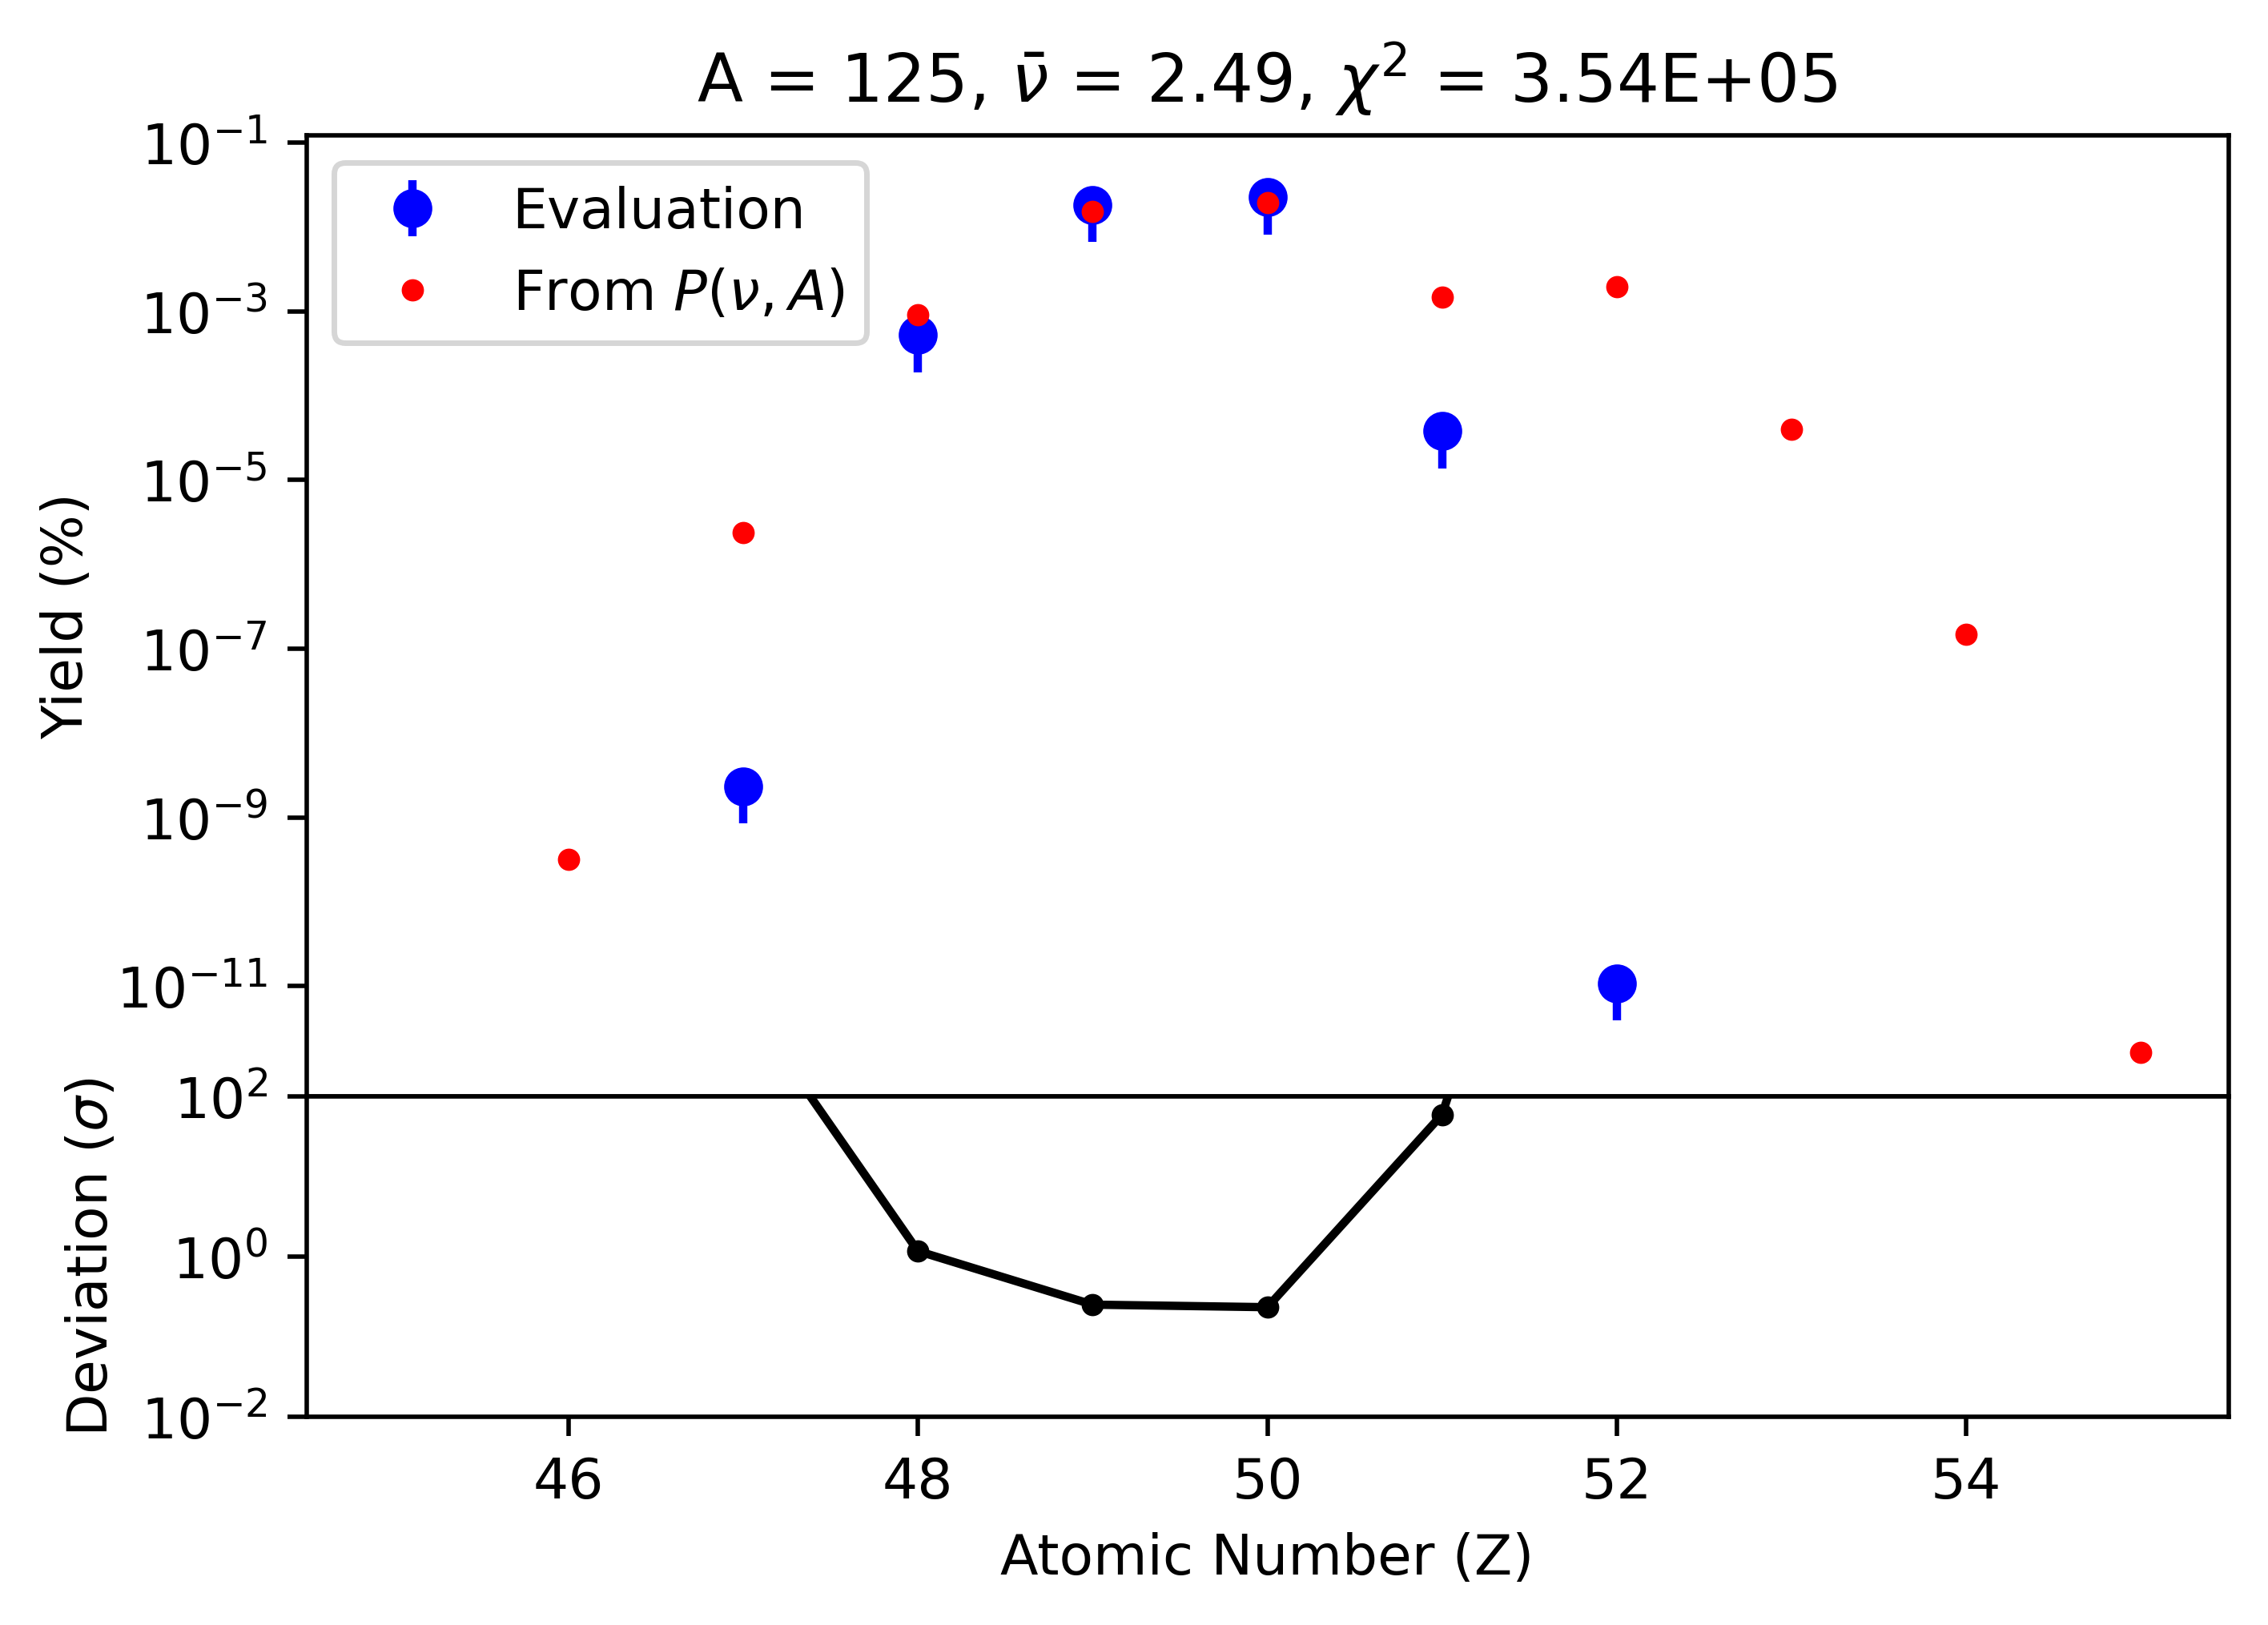 A = 125, ν̄ = 2.49, χ² = 3.54E+05
Evaluation
From P(ν, A)
Yield (%)
10⁻¹
10⁻³
10⁻⁵
10⁻⁷
10⁻⁹
10⁻¹¹
Deviation (σ)
10²
10⁰
10⁻²
46 48 50 52 54
Atomic Number (Z)